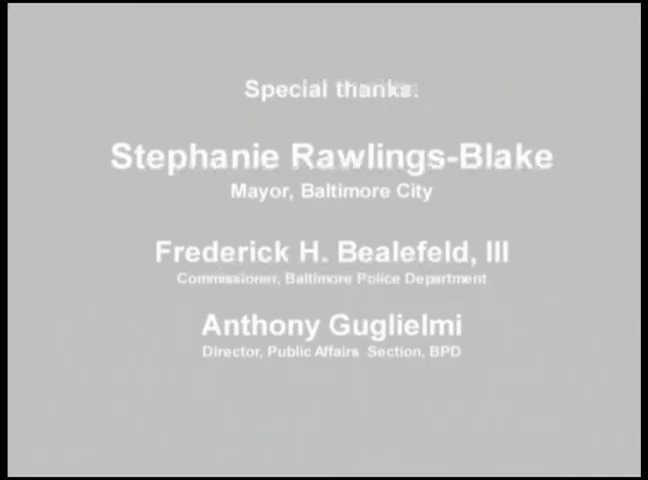 Special thanks:
Stephanie Rawlings-Blake
Mayor, Baltimore City
Frederick H. Bealefeld, III
Commissioner, Baltimore Police Department
Anthony Guglielmi
Director, Public Affairs Section, BPD